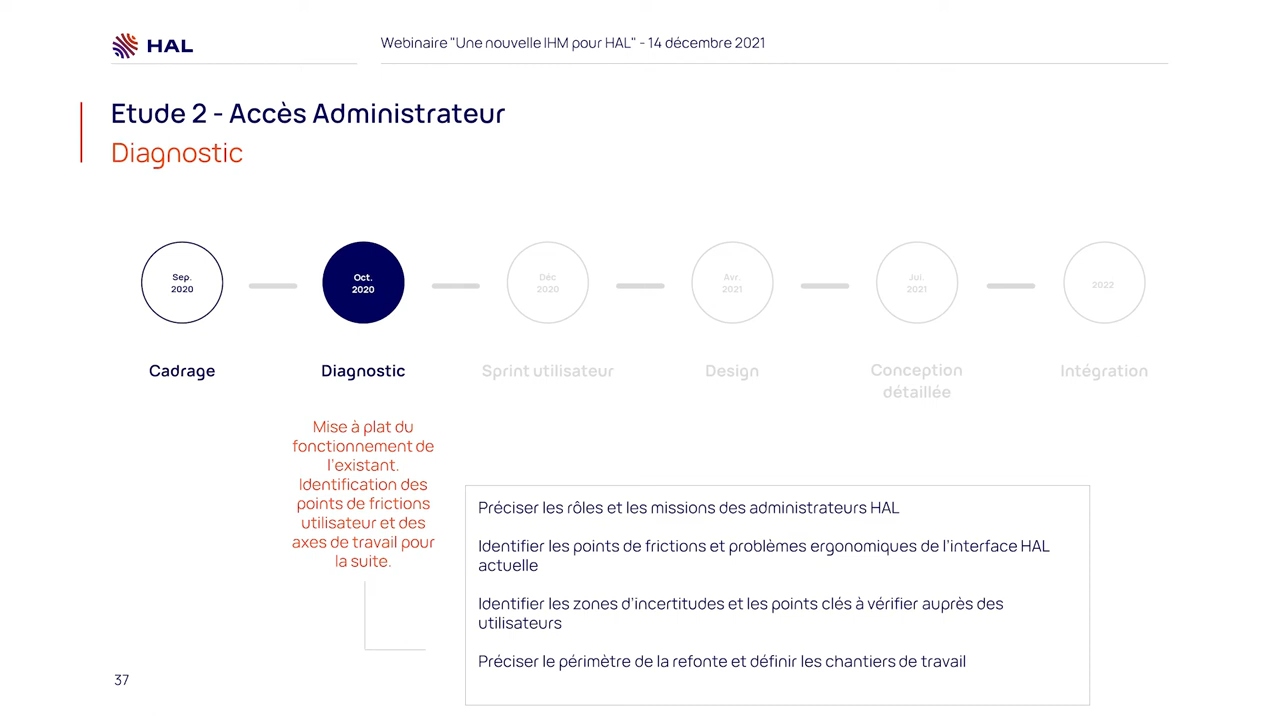 HAL
Webinaire "Une nouvelle IHM pour HAL" - 14 décembre 2021
Etude 2 - Accès Administrateur
Diagnostic
Sep.
2020
Oct.
2020
Déc
2020
Avr.
2021
Jul.
2021
2022
Cadrage
Diagnostic
Sprint utilisateur
Design
Conception
détaillée
Intégration
Mise à plat du
fonctionnement de
l'existant.
Identification des
points de frictions
utilisateur et des
axes de travail pour
la suite.
Préciser les rôles et les missions des administrateurs HAL
Identifier les points de frictions et problèmes ergonomiques de l'interface HAL
actuelle
Identifier les zones d'incertitudes et les points clés à vérifier auprès des
utilisateurs
Préciser le périmètre de la refonte et définir les chantiers de travail
37